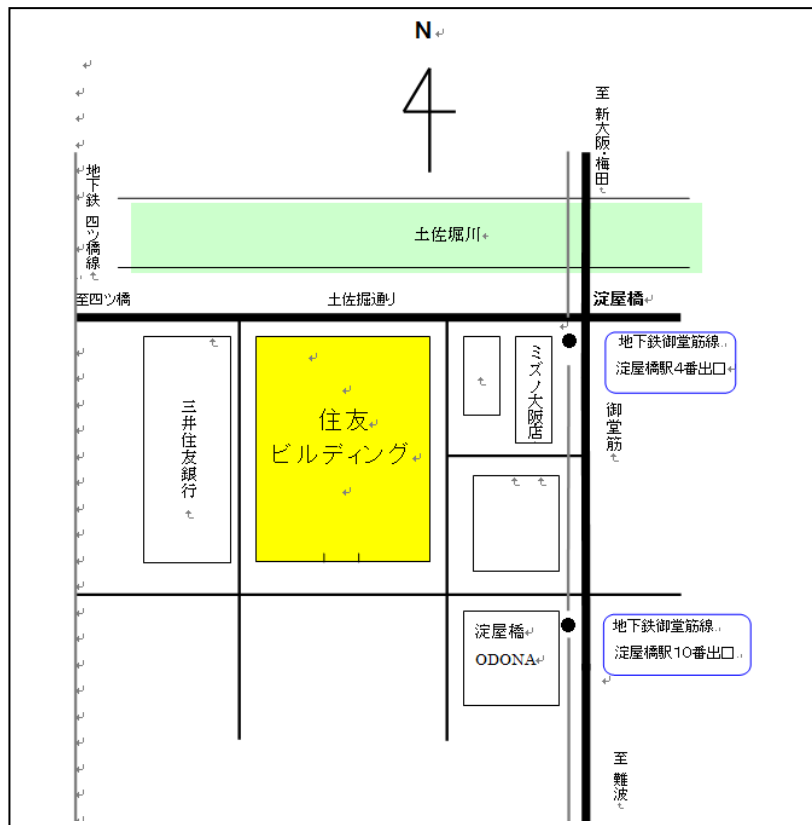 N
至 新大阪・梅田
地下鉄 四ツ橋線
土佐堀川
至四ツ橋
土佐堀通り
淀屋橋
地下鉄御堂筋線
淀屋橋駅4番出口
三井住友銀行
住友
ビルディング
ミズノ大阪店
御堂筋
淀屋橋
ODONA
地下鉄御堂筋線
淀屋橋駅10番出口
至 難波